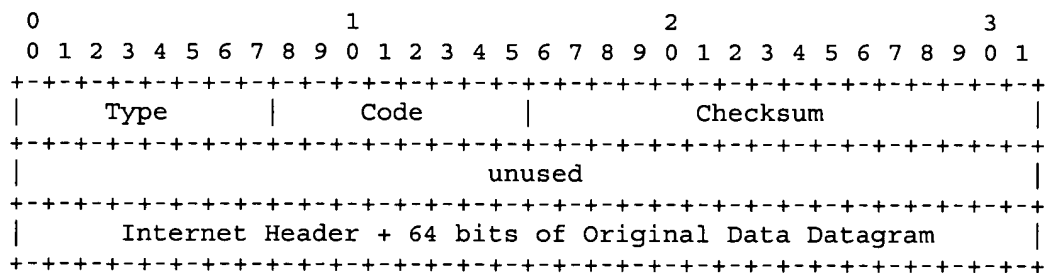 0                   1                   2                   3
0 1 2 3 4 5 6 7 8 9 0 1 2 3 4 5 6 7 8 9 0 1 2 3 4 5 6 7 8 9 0 1
+-+-+-+-+-+-+-+-+-+-+-+-+-+-+-+-+-+-+-+-+-+-+-+-+-+-+-+-+-+-+-+-+
|     Type      |     Code      |          Checksum             |
+-+-+-+-+-+-+-+-+-+-+-+-+-+-+-+-+-+-+-+-+-+-+-+-+-+-+-+-+-+-+-+-+
|                             unused                            |
+-+-+-+-+-+-+-+-+-+-+-+-+-+-+-+-+-+-+-+-+-+-+-+-+-+-+-+-+-+-+-+-+
|      Internet Header + 64 bits of Original Data Datagram      |
+-+-+-+-+-+-+-+-+-+-+-+-+-+-+-+-+-+-+-+-+-+-+-+-+-+-+-+-+-+-+-+-+